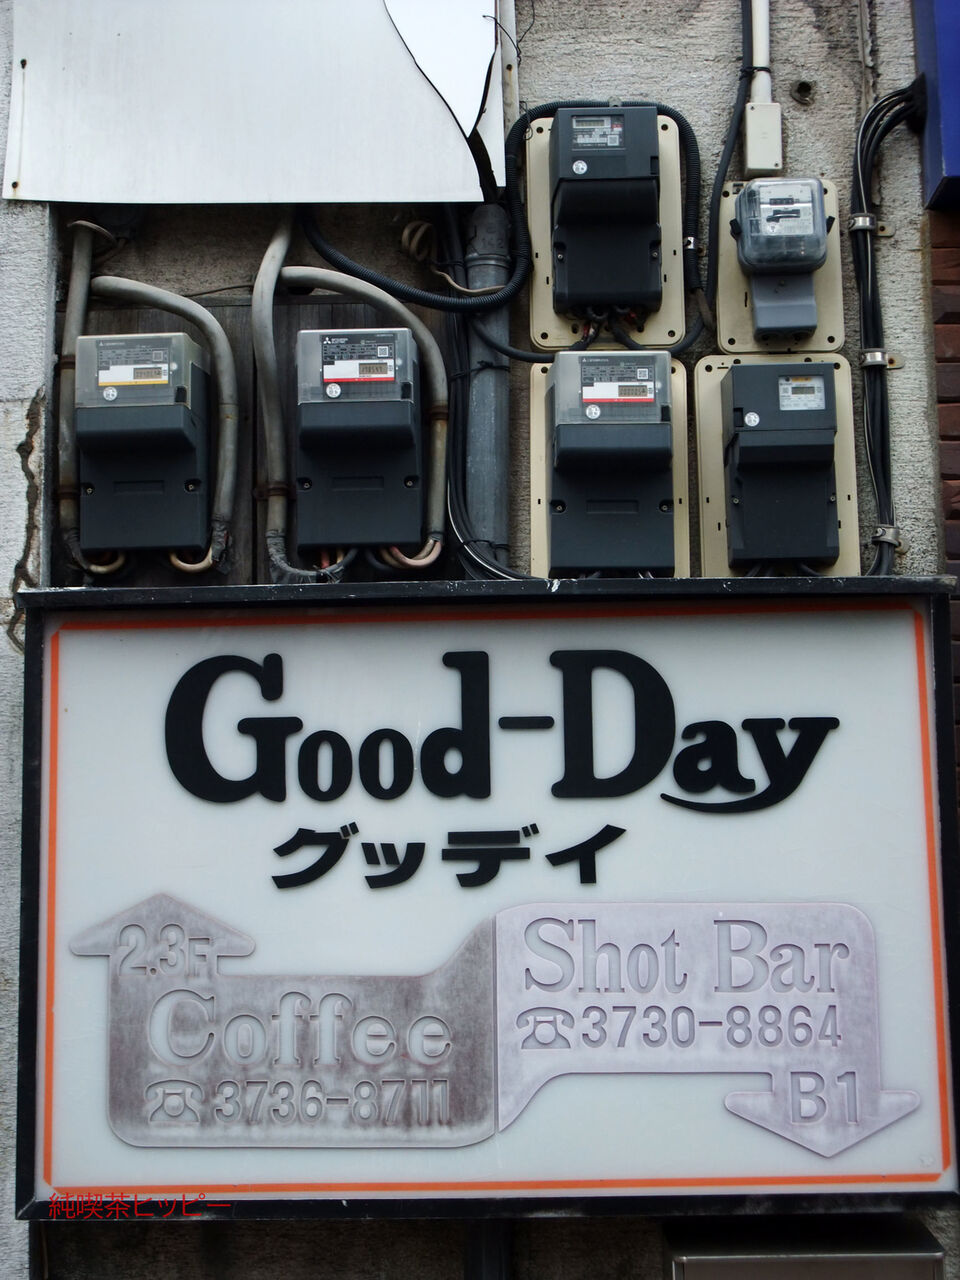 Good-Day
グッディ
2.3F
Coffee
☎3736-8711
Shot Bar
☎3730-8864
B1
純喫茶ヒッピー